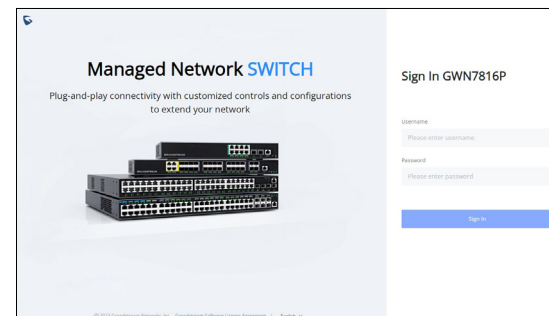 Managed Network SWITCH
Plug-and-play connectivity with customized controls and configurations
to extend your network
Sign In GWN7816P
Username
Please enter username
Password
Please enter password
Sign In